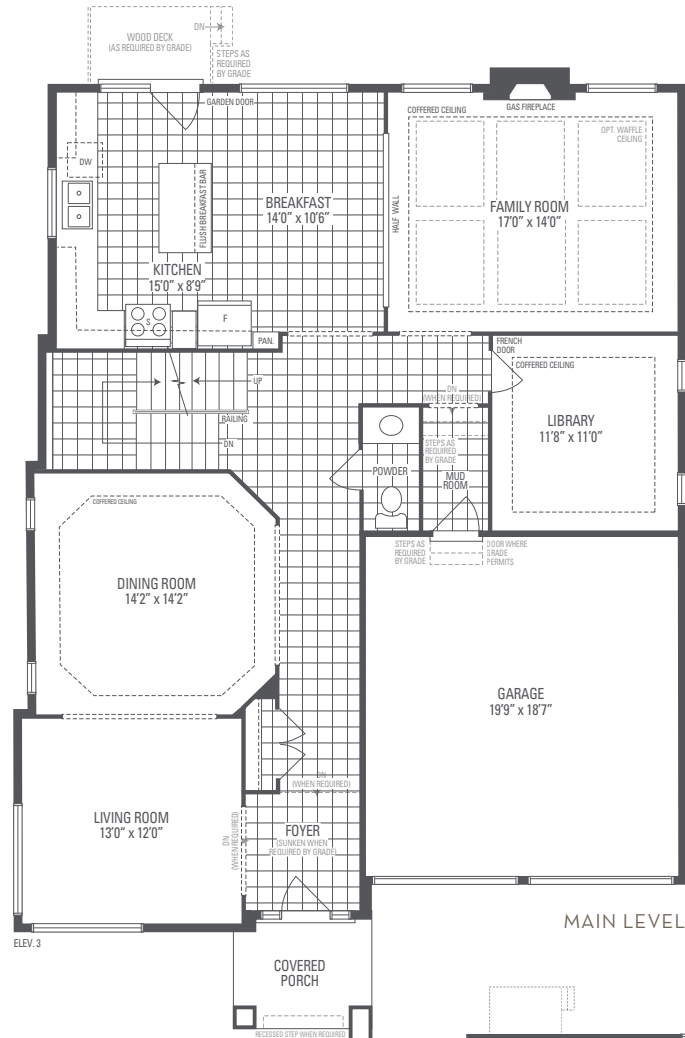 WOOD DECK
(AS REQUIRED BY GRADE)
DN
STEPS AS
REQUIRED
BY GRADE
GARDEN DOOR
DW
FLUSH BREAKFAST BAR
BREAKFAST
14'0" x 10'6"
KITCHEN
15'0" x 8'9"
S
F
PAN.
HALF WALL
COFFERED CEILING
GAS FIREPLACE
OPT. WAFFLE
CEILING
FAMILY ROOM
17'0" x 14'0"
UP
RAILING
DN
FRENCH
DOOR
COFFERED CEILING
LIBRARY
11'8" x 11'0"
DN
(WHEN REQUIRED)
STEPS AS
REQUIRED
BY GRADE
MUD
ROOM
POWDER
STEPS AS
REQUIRED
BY GRADE
DOOR WHERE
GRADE
PERMITS
COFFERED CEILING
DINING ROOM
14'2" x 14'2"
GARAGE
19'9" x 18'7"
LIVING ROOM
13'0" x 12'0"
DN
(WHEN REQUIRED)
DN
(WHEN REQUIRED)
FOYER
(SUNKEN WHEN
REQUIRED BY GRADE)
ELEV. 3
MAIN LEVEL
COVERED
PORCH
RECESSED STEP WHEN REQUIRED